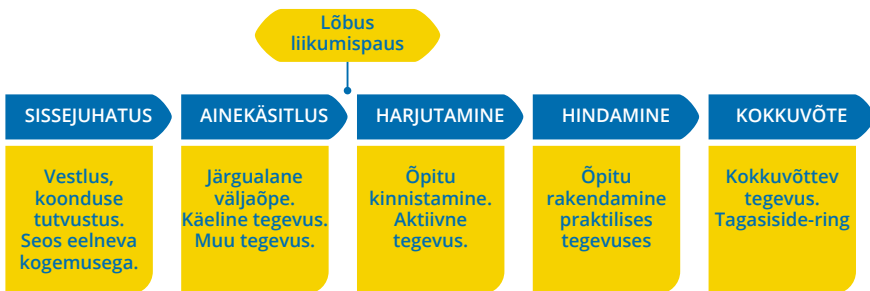 Lõbus
liikumispaus
SISSEJUHATUS
AINEKÄSITLUS
HARJUTAMINE
HINDAMINE
KOKKUVÕTE
Vestlus,
koonduse
tutvustus.
Seos eelneva
kogemusega.
Järgualane
väljaõpe.
Käeline tegevus.
Muu tegevus.
Õpitu
kinnistamine.
Aktiivne
tegevus.
Õpitu
rakendamine
praktilises
tegevuses
Kokkuvõttev
tegevus.
Tagasiside-ring